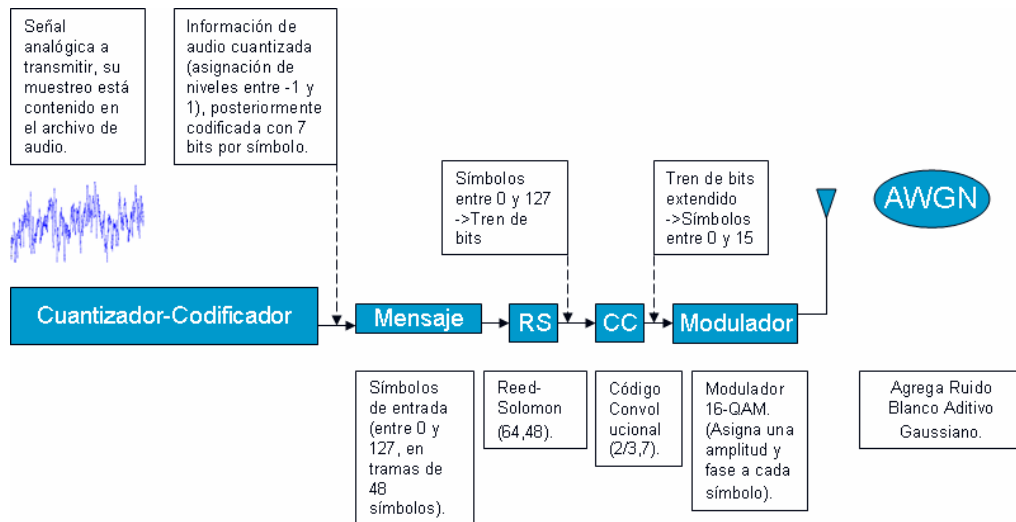 Señal
analógica a
transmitir, su
muestreo está
contenido en
el archivo de
audio.
Información de
audio cuantizada
(asignación de
niveles entre -1 y
1), posteriormente
codificada con 7
bits por símbolo.
Símbolos
entre 0 y 127
->Tren de
bits
Tren de bits
extendido
->Símbolos
entre 0 y 15
AWGN
Cuantizador-Codificador
Mensaje
RS
CC
Modulador
Símbolos
de entrada
(entre 0 y
127, en
tramas de
48
símbolos).
Reed-
Solomon
(64,48).
Código
Convol
ucional
(2/3,7).
Modulador
16-QAM.
(Asigna una
amplitud y
fase a cada
símbolo).
Agrega Ruido
Blanco Aditivo
Gaussiano.